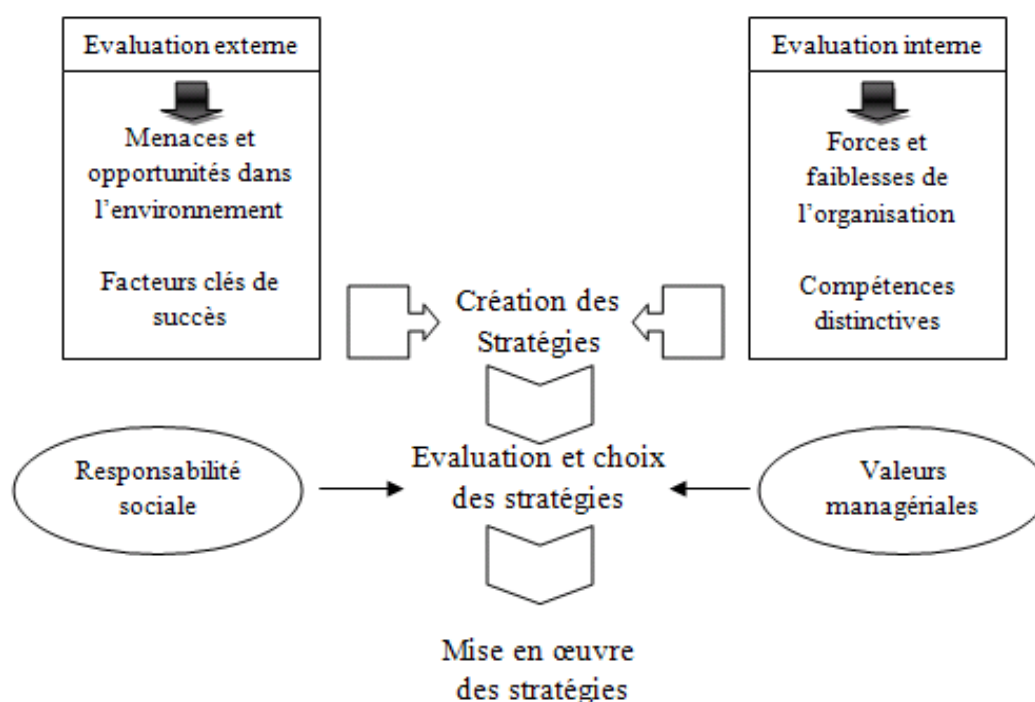 Evaluation externe
Menaces et
opportunités dans
l'environnement
Facteurs clés de
succès
Evaluation interne
Forces et
faiblesses de
l'organisation
Compétences
distinctives
Création des
Stratégies
Responsabilité
sociale
Evaluation et choix
des stratégies
Valeurs
managériales
Mise en œuvre
des stratégies